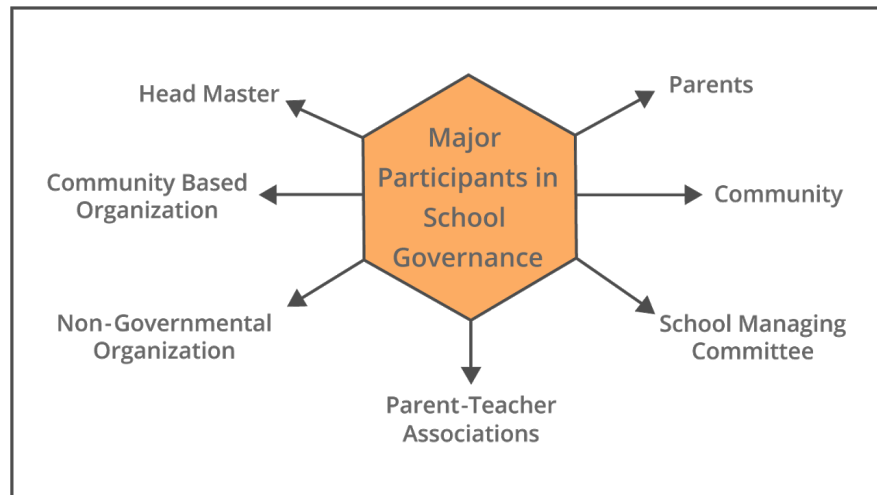 Major
Participants in
School
Governance
Head Master
Parents
Community Based
Organization
Community
Non-Governmental
Organization
School Managing
Committee
Parent-Teacher
Associations